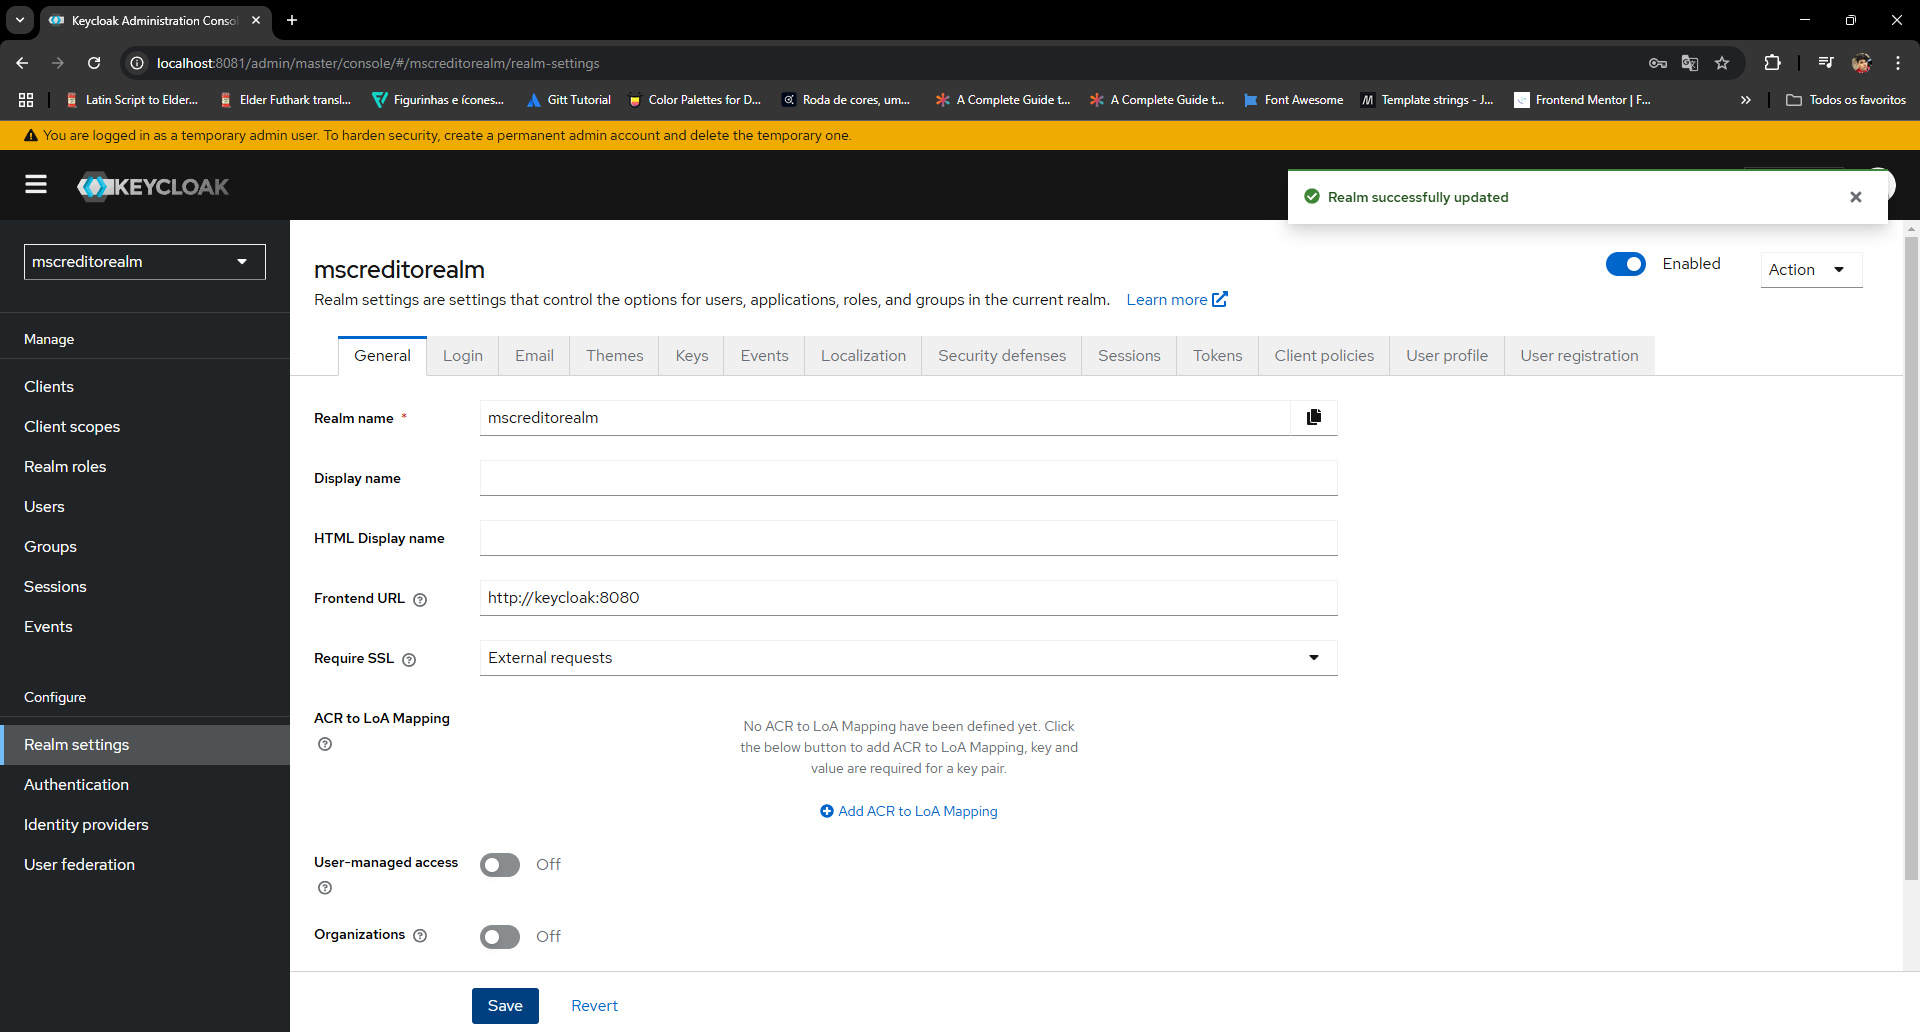 Keycloak Administration Conso
localhost:8081/admin/master/console/#/mscreditorealm/realm-settings
Latin Script to Elder...
Elder Futhark transl...
Figurinhas e ícones...
Gitt Tutorial
Color Palettes for D...
Roda de cores, um...
A Complete Guide t...
A Complete Guide t...
Font Awesome
Template strings - J...
Frontend Mentor | F...
Todos os favoritos
You are logged in as a temporary admin user. To harden security, create a permanent admin account and delete the temporary one.
KEYCLOAK
Realm successfully updated
mscreditorealm
Manage
Clients
Client scopes
Realm roles
Users
Groups
Sessions
Events
Configure
Realm settings
Authentication
Identity providers
User federation
mscreditorealm
Enabled
Action
Realm settings are settings that control the options for users, applications, roles, and groups in the current realm. Learn more
General
Login
Email
Themes
Keys
Events
Localization
Security defenses
Sessions
Tokens
Client policies
User profile
User registration
Realm name *
mscreditorealm
Display name
HTML Display name
Frontend URL
http://keycloak:8080
Require SSL
External requests
ACR to LoA Mapping
No ACR to LoA Mapping have been defined yet. Click
the below button to add ACR to LoA Mapping, key and
value are required for a key pair.
Add ACR to LoA Mapping
User-managed access
Off
Organizations
Off
Save
Revert